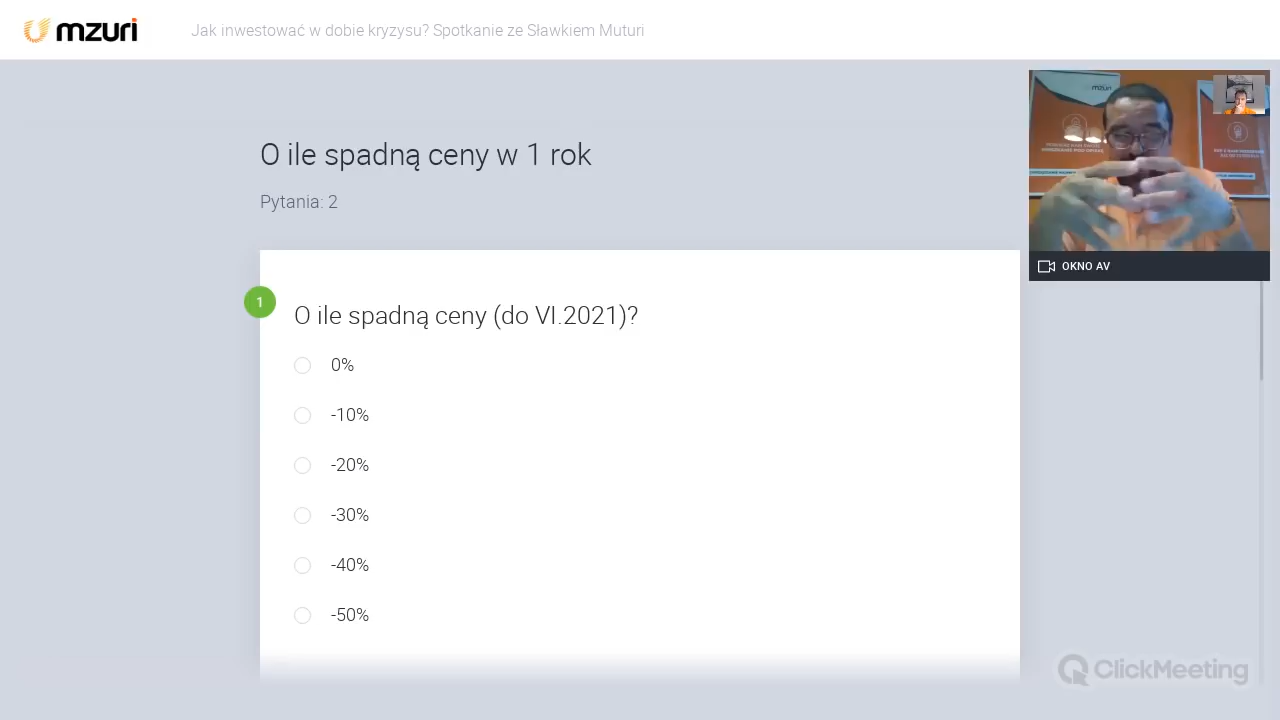 mzuri
Jak inwestować w dobie kryzysu? Spotkanie ze Sławkiem Muturi
mzuri
O ile spadną ceny w 1 rok
Pytania: 2
OKNO AV
1
O ile spadną ceny (do VI.2021)?
0%
-10%
-20%
-30%
-40%
-50%
ClickMeeting